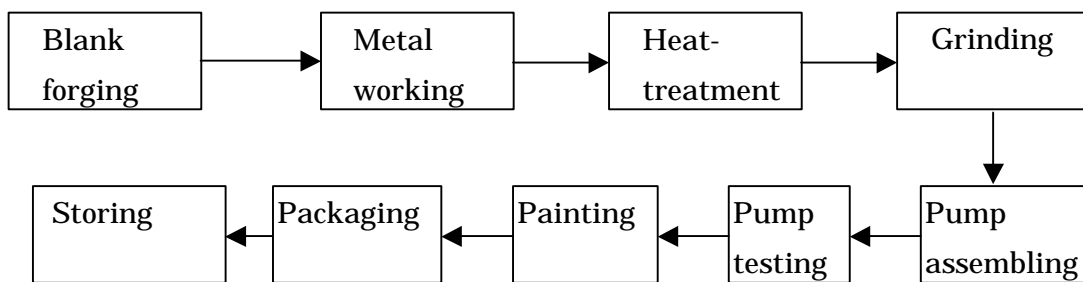 Blank
forging
Metal
working
Heat-
treatment
Grinding
Storing
Packaging
Painting
Pump
testing
Pump
assembling